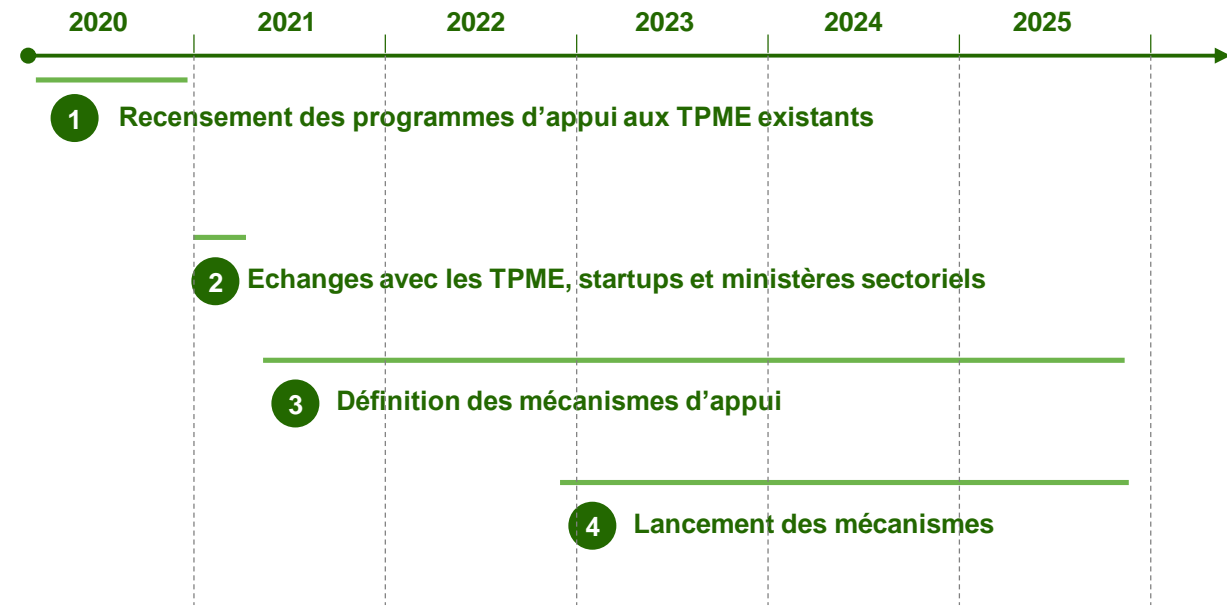 2020 2021 2022 2023 2024 2025
1 Recensement des programmes d’appui aux TPME existants
2 Echanges avec les TPME, startups et ministères sectoriels
3 Définition des mécanismes d’appui
4 Lancement des mécanismes